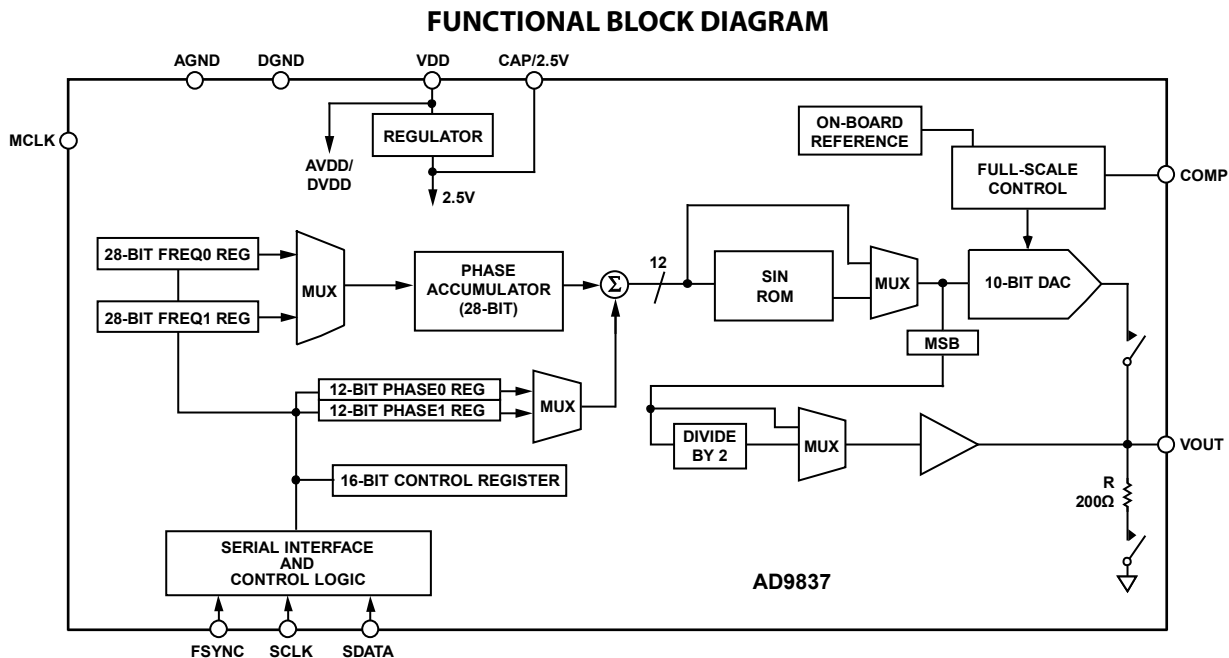 FUNCTIONAL BLOCK DIAGRAM
AGND
DGND
VDD
CAP/2.5V
MCLK
REGULATOR
AVDD/
DVDD
2.5V
ON-BOARD
REFERENCE
FULL-SCALE
CONTROL
COMP
28-BIT FREQ0 REG
28-BIT FREQ1 REG
MUX
PHASE
ACCUMULATOR
(28-BIT)
Σ
12
SIN
ROM
MUX
10-BIT DAC
MSB
12-BIT PHASE0 REG
12-BIT PHASE1 REG
MUX
DIVIDE
BY 2
MUX
VOUT
R
200Ω
16-BIT CONTROL REGISTER
SERIAL INTERFACE
AND
CONTROL LOGIC
AD9837
FSYNC
SCLK
SDATA